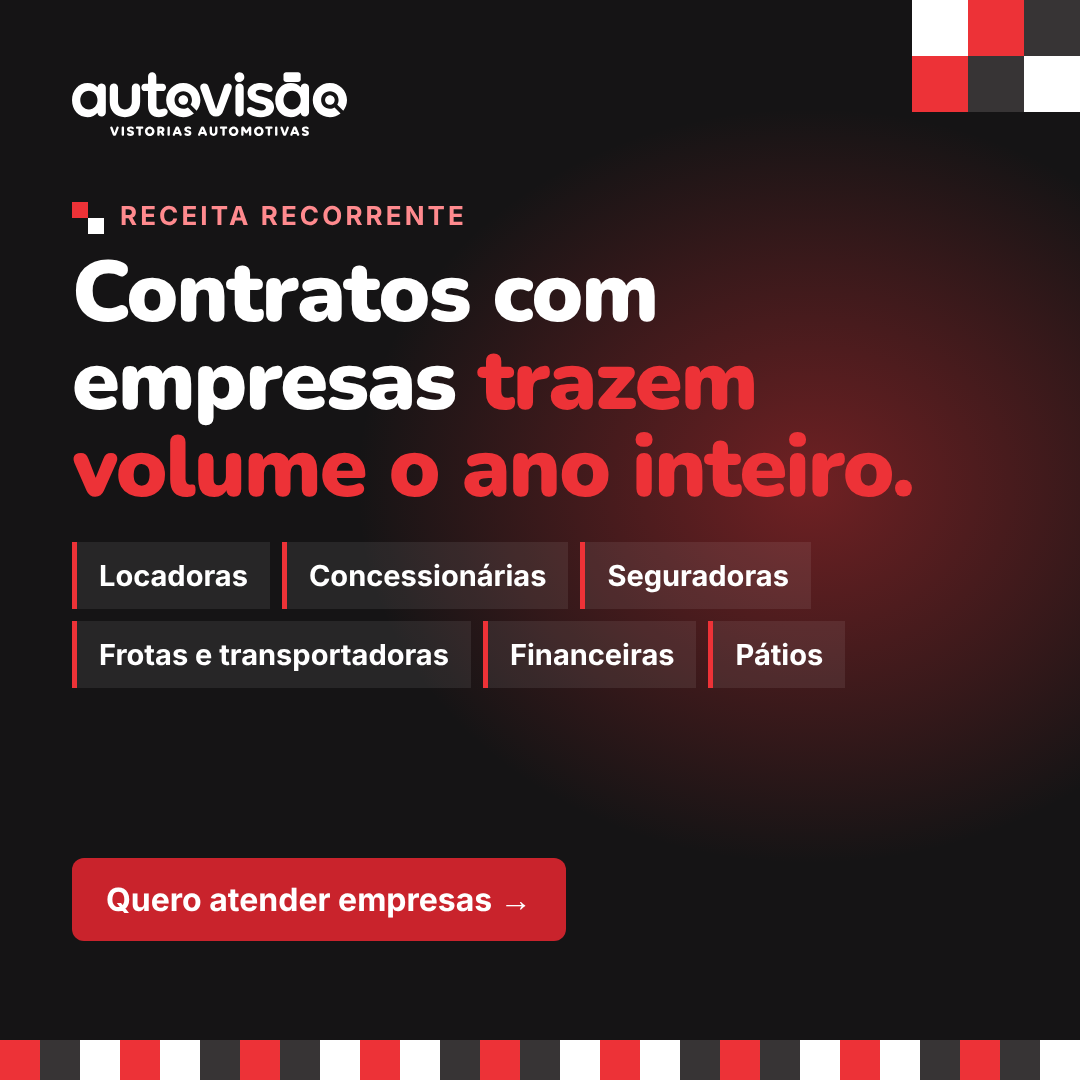 autovisão
VISTORIAS AUTOMOTIVAS
RECEITA RECORRENTE
Contratos com
empresas trazem
volume o ano inteiro.
Locadoras
Concessionárias
Seguradoras
Frotas e transportadoras
Financeiras
Pátios
Quero atender empresas →